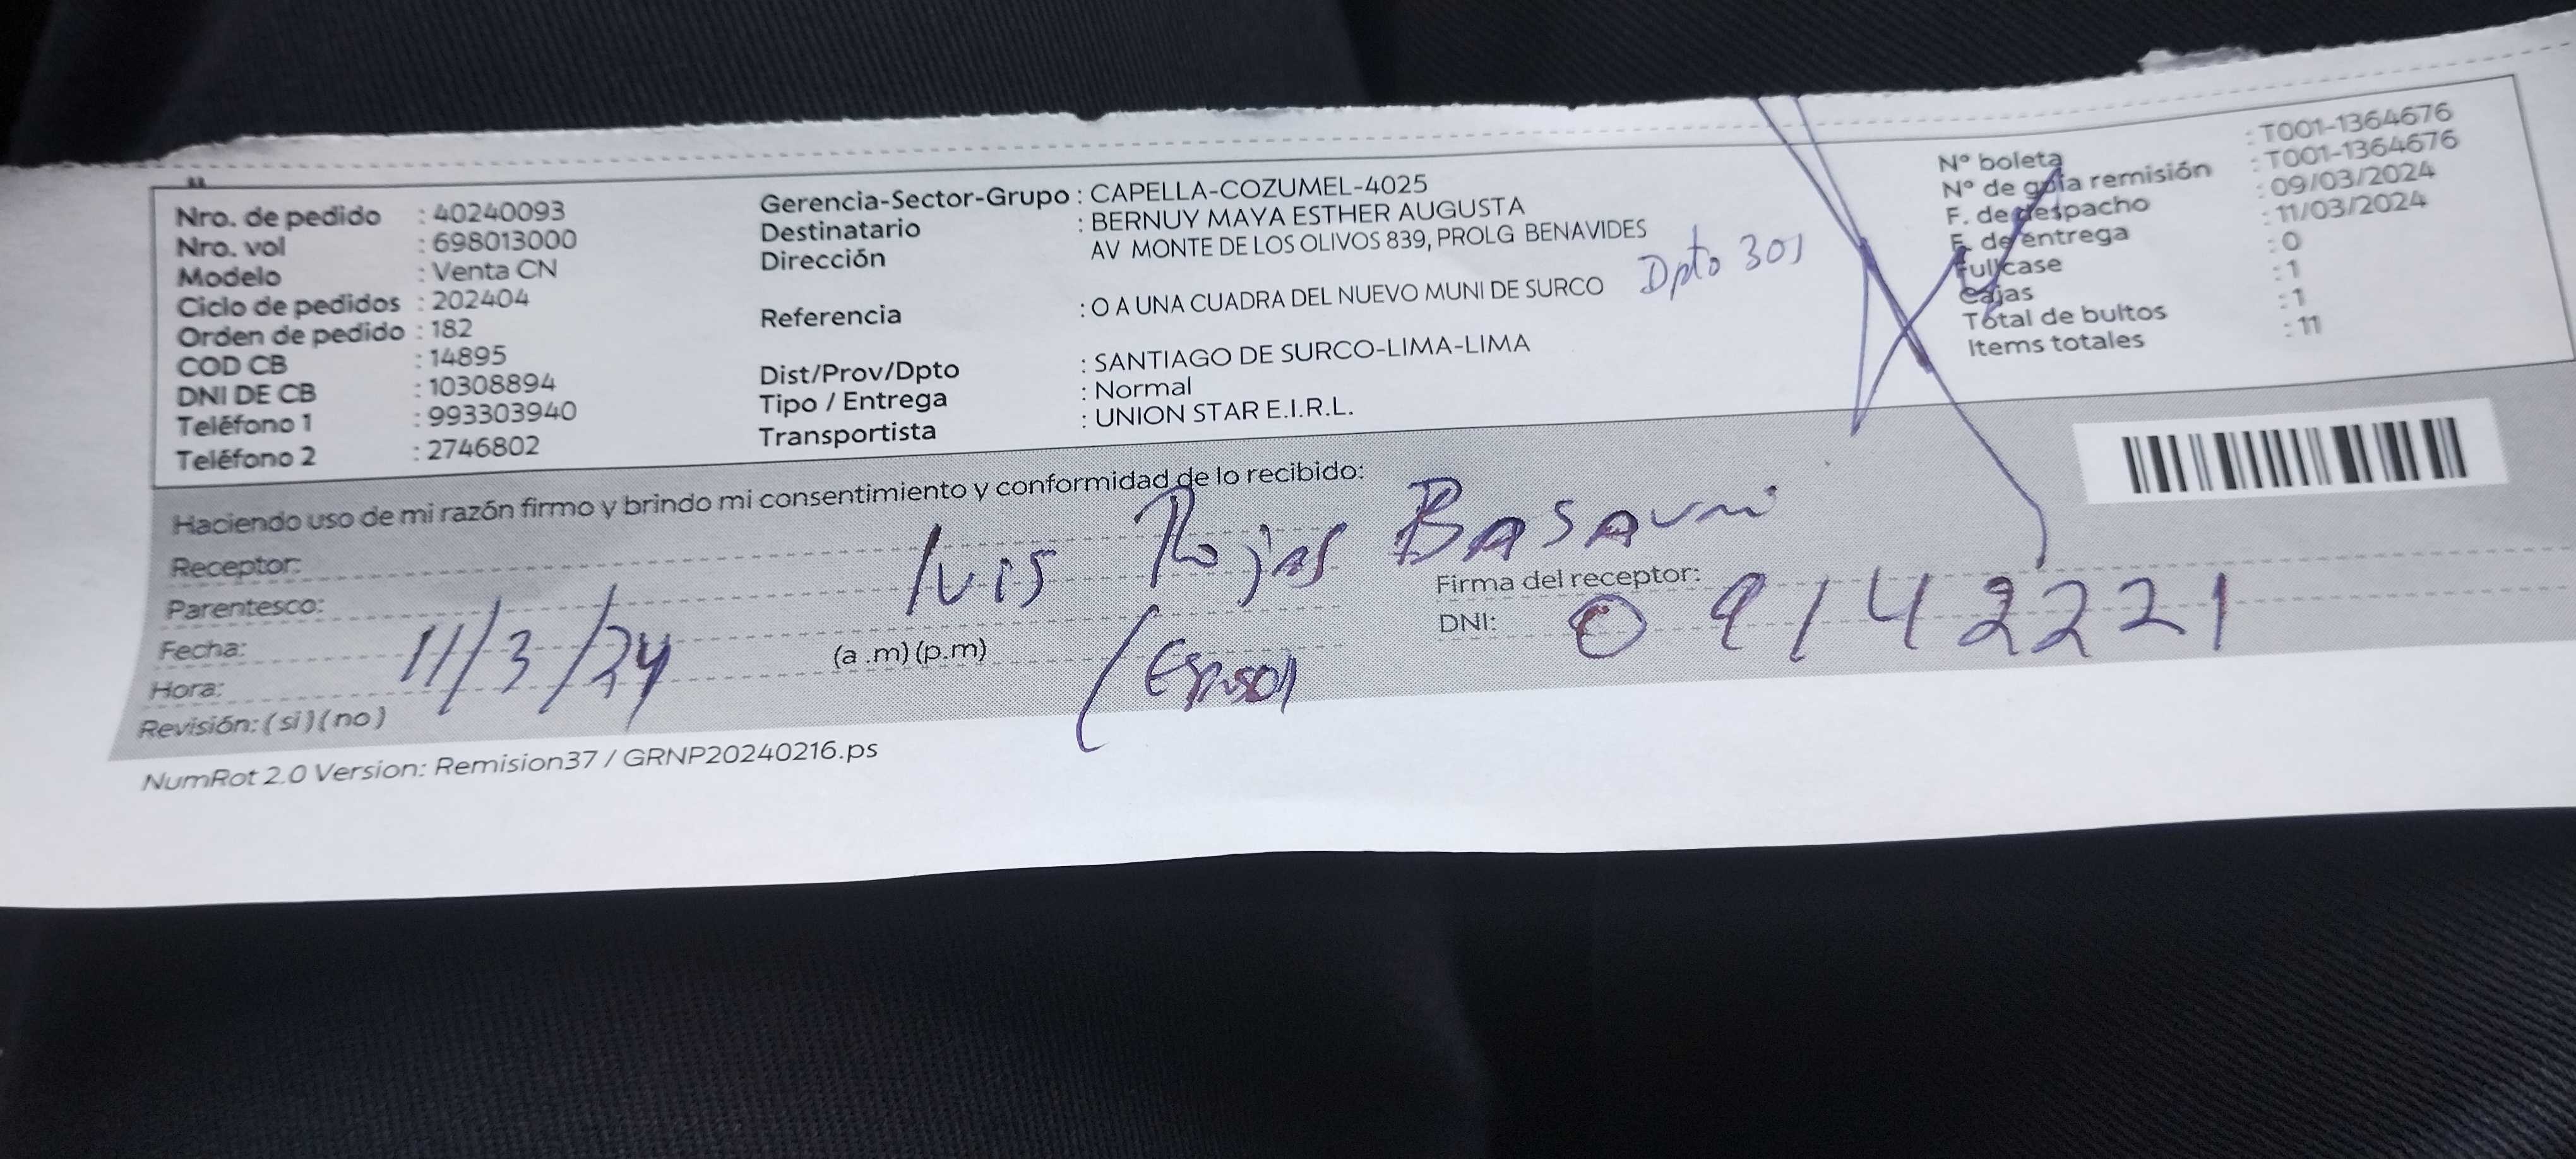 Nro. de pedido : 40240093
Nro. vol : 698013000
Modelo : Venta CN
Ciclo de pedidos : 202404
Orden de pedido : 182
COD CB : 14895
DNI DE CB : 10308894
Teléfono 1 : 993303940
Teléfono 2 : 2746802
Gerencia-Sector-Grupo : CAPELLA-COZUMEL-4025
Destinatario : BERNUY MAYA ESTHER AUGUSTA
Dirección AV MONTE DE LOS OLIVOS 839, PROLG BENAVIDES
Dpto 301
Referencia : O A UNA CUADRA DEL NUEVO MUNI DE SURCO
Dist/Prov/Dpto : SANTIAGO DE SURCO-LIMA-LIMA
Tipo / Entrega : Normal
Transportista : UNION STAR E.I.R.L.
N° boleta : T001-1364676
N° de guía remisión : T001-1364676
F. de despacho : 09/03/2024
F. de entrega : 11/03/2024
Fullcase : 0
Cajas : 1
Total de bultos : 1
Items totales : 11
Haciendo uso de mi razón firmo y brindo mi consentimiento y conformidad de lo recibido:
Receptor: Luis Rojas
Parentesco:
Fecha: 11/3/24
Hora: (a .m) (p.m)
Revisión: ( si ) ( no )
Firma del receptor:
DNI: 09142221
NumRot 2.0 Version: Remision37 / GRNP20240216.ps